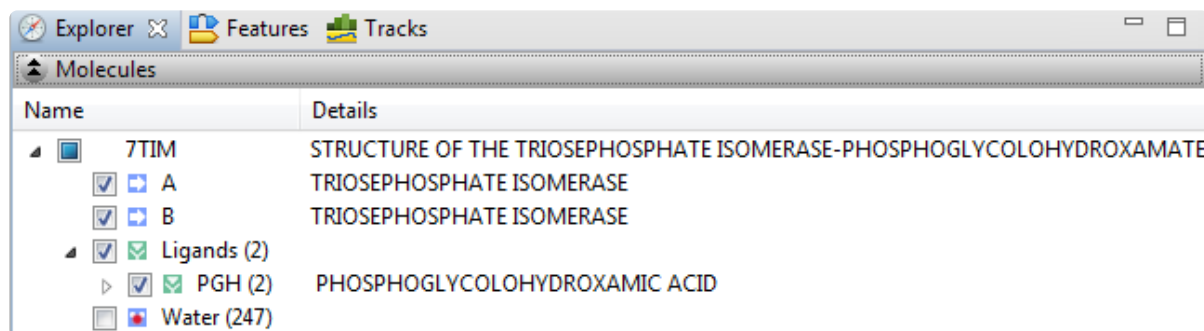 Explorer Features Tracks
Molecules
Name Details
7TIM STRUCTURE OF THE TRIOSEPHOSPHATE ISOMERASE-PHOSPHOGLYCOLOHYDROXAMATE
A TRIOSEPHOSPHATE ISOMERASE
B TRIOSEPHOSPHATE ISOMERASE
Ligands (2)
PGH (2) PHOSPHOGLYCOLOHYDROXAMIC ACID
Water (247)